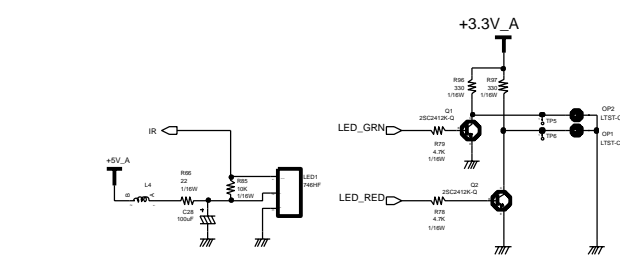 +3.3V_A
R96
330
1/16W
R97
330
1/16W
OP2
LTST-C
Q1
2SC2412K-Q
TP5
OP1
LTST-C
TP6
LED_GRN
R79
4.7K
1/16W
IR
+5V_A
L4
B
A
R66
22
1/16W
R65
10K
1/16W
LED1
746HF
C28
100uF
+
LED_RED
Q2
2SC2412K-Q
R78
4.7K
1/16W